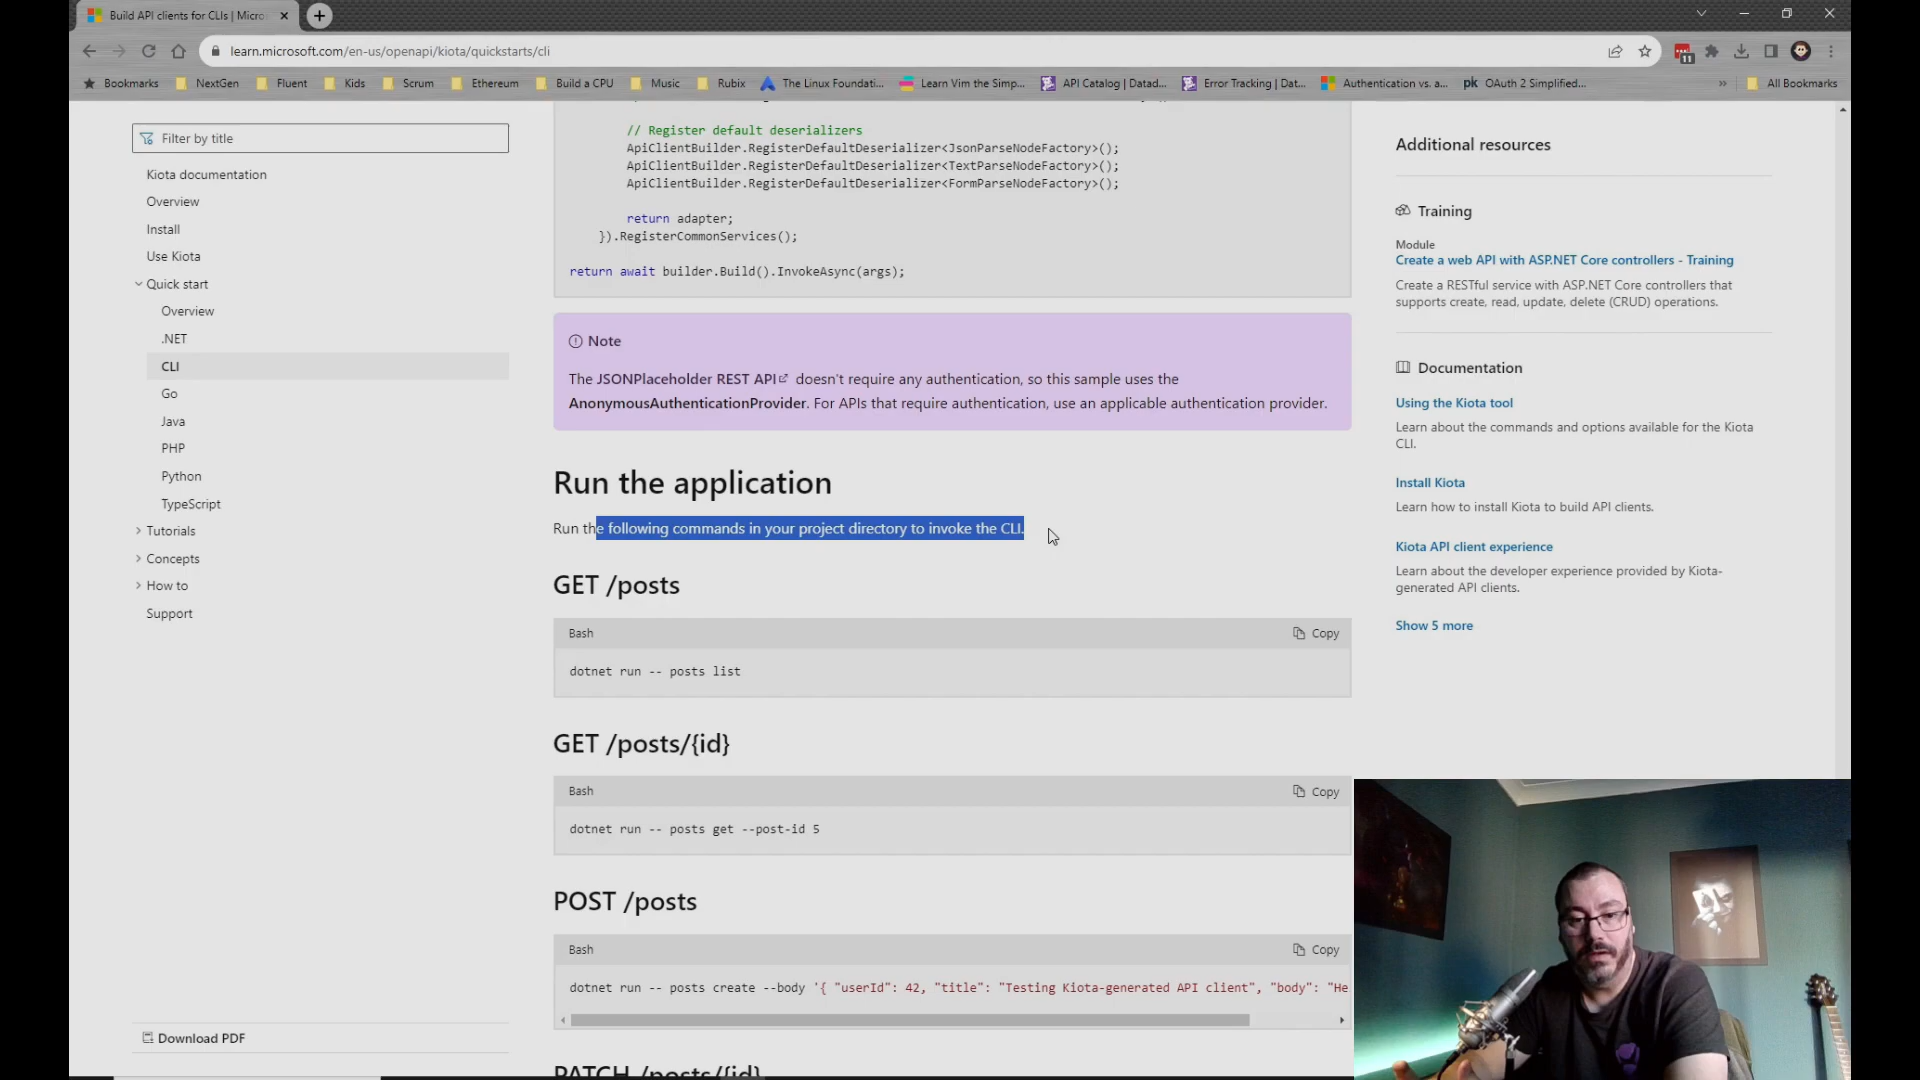 Build API clients for CLIs | Micro
learn.microsoft.com/en-us/openapi/kiota/quickstarts/cli
11
Bookmarks
NextGen
Fluent
Kids
Scrum
Ethereum
Build a CPU
Music
Rubix
The Linux Foundati...
Learn Vim the Simp...
API Catalog | Datad...
Error Tracking | Dat...
Authentication vs. a...
pk OAuth 2 Simplified...
»
All Bookmarks
Filter by title
Kiota documentation
Overview
Install
Use Kiota
Quick start
Overview
.NET
CLI
Go
Java
PHP
Python
TypeScript
Tutorials
Concepts
How to
Support
Download PDF
// Register default deserializers
ApiClientBuilder.RegisterDefaultDeserializer<JsonParseNodeFactory>();
ApiClientBuilder.RegisterDefaultDeserializer<TextParseNodeFactory>();
ApiClientBuilder.RegisterDefaultDeserializer<FormParseNodeFactory>();
return adapter;
}).RegisterCommonServices();
return await builder.Build().InvokeAsync(args);
Note
The JSONPlaceholder REST API doesn't require any authentication, so this sample uses the
AnonymousAuthenticationProvider. For APIs that require authentication, use an applicable authentication provider.
Run the application
Run the following commands in your project directory to invoke the CLI.
GET /posts
Bash
Copy
dotnet run -- posts list
GET /posts/{id}
Bash
Copy
dotnet run -- posts get --post-id 5
POST /posts
Bash
Copy
dotnet run -- posts create --body '{ "userId": 42, "title": "Testing Kiota-generated API client", "body": "He
PATCH /posts/{id}
Additional resources
Training
Module
Create a web API with ASP.NET Core controllers - Training
Create a RESTful service with ASP.NET Core controllers that
supports create, read, update, delete (CRUD) operations.
Documentation
Using the Kiota tool
Learn about the commands and options available for the Kiota
CLI.
Install Kiota
Learn how to install Kiota to build API clients.
Kiota API client experience
Learn about the developer experience provided by Kiota-
generated API clients.
Show 5 more